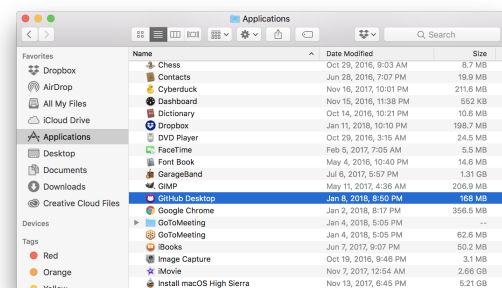 Applications
Search
Favorites
Dropbox
AirDrop
All My Files
iCloud Drive
Applications
Desktop
Documents
Downloads
Creative Cloud Files
Devices
Tags
Red
Orange
Yellow
Name Date Modified Size
Chess Oct 29, 2016, 9:03 AM 8.7 MB
Contacts Jun 28, 2016, 7:07 PM 19.9 MB
Cyberduck Nov 16, 2017, 10:01 PM 211.6 MB
Dashboard Nov 15, 2016, 11:38 PM 552 KB
Dictionary Oct 14, 2016, 10:21 PM 10.6 MB
Dropbox Jan 11, 2018, 10:10 PM 198.7 MB
DVD Player Oct 29, 2016, 3:15 AM 24.5 MB
FaceTime Feb 5, 2017, 7:05 AM 5.5 MB
Font Book May 4, 2016, 10:40 PM 14.6 MB
GarageBand Jul 6, 2017, 5:57 PM 1.31 GB
GIMP May 11, 2017, 4:36 AM 206.9 MB
GitHub Desktop Jan 8, 2018, 8:50 PM 168 MB
Google Chrome Jan 2, 2018, 8:17 PM 356.5 MB
GoToMeeting Jan 4, 2018, 5:05 PM --
GoToMeeting Jan 4, 2018, 5:05 PM 62.6 MB
iBooks Jun 7, 2017, 9:07 PM 50.2 MB
Image Capture Oct 19, 2016, 9:46 PM 3.1 MB
iMovie Nov 7, 2017, 12:54 AM 2.66 GB
Install macOS High Sierra Nov 13, 2017, 6:45 PM 5.21 GB